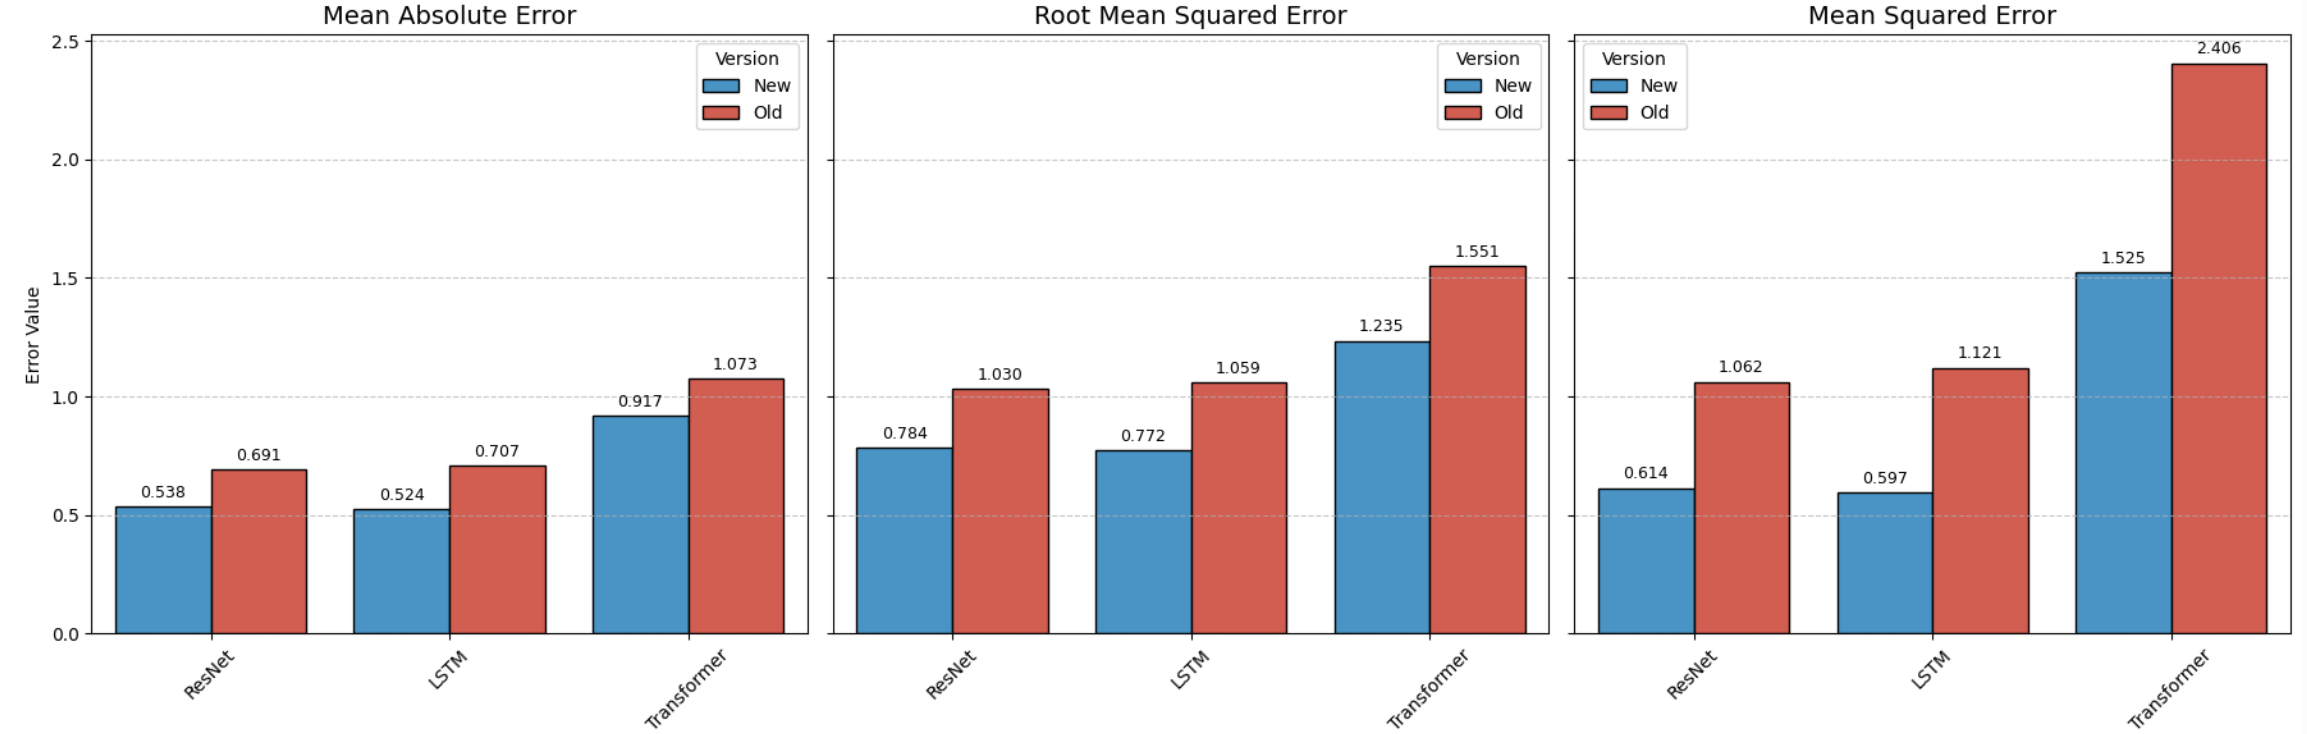 Mean Absolute Error
Root Mean Squared Error
Mean Squared Error
Error Value
2.5
2.0
1.5
1.0
0.5
0.0
Version
New
Old
0.538
0.691
0.524
0.707
0.917
1.073
ResNet
LSTM
Transformer
Version
New
Old
0.784
1.030
0.772
1.059
1.235
1.551
ResNet
LSTM
Transformer
Version
New
Old
0.614
1.062
0.597
1.121
1.525
2.406
ResNet
LSTM
Transformer